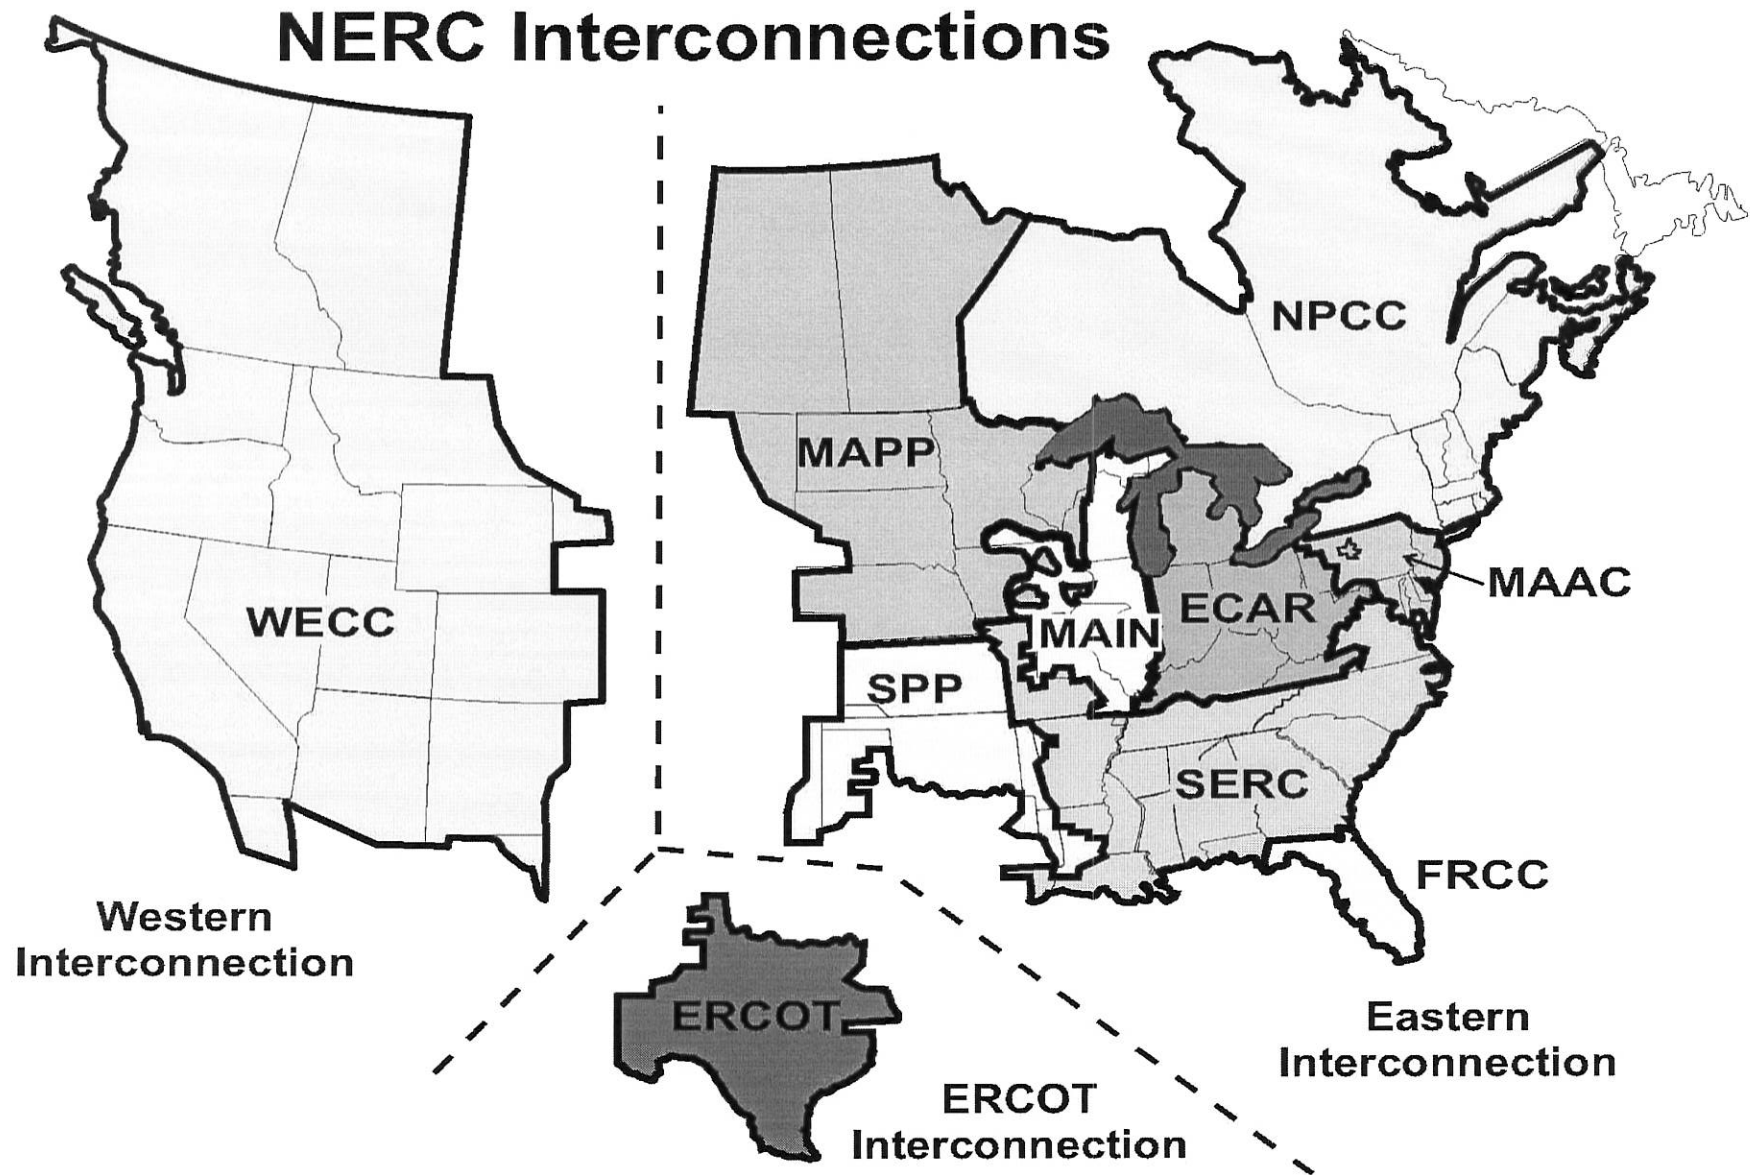 NERC Interconnections
NPCC
MAPP
MAAC
WECC
ECAR
MAIN
SPP
SERC
FRCC
Western
Interconnection
ERCOT
Eastern
Interconnection
ERCOT
Interconnection